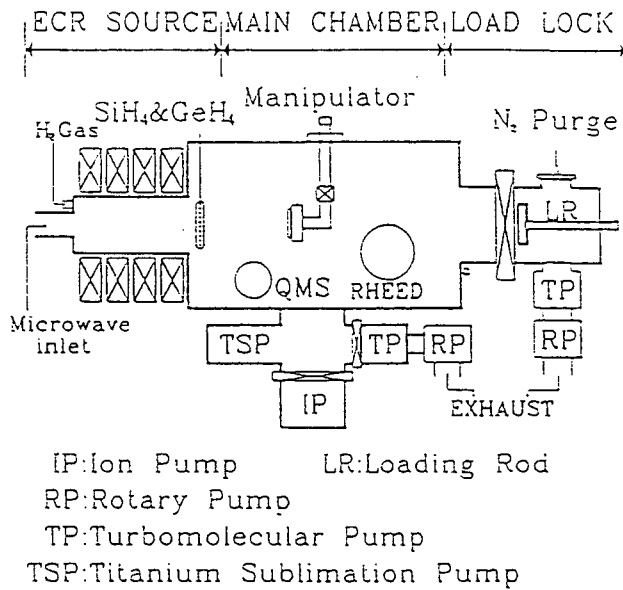 ECR SOURCE MAIN CHAMBER LOAD LOCK
SiH₄&GeH₄
Manipulator
H₂Gas
N₂ Purge
LR
QMS
RHEED
TP
Microwave
inlet
TSP
TP
RP
RP
IP
EXHAUST
IP:Ion Pump LR:Loading Rod
RP:Rotary Pump
TP:Turbomolecular Pump
TSP:Titanium Sublimation Pump